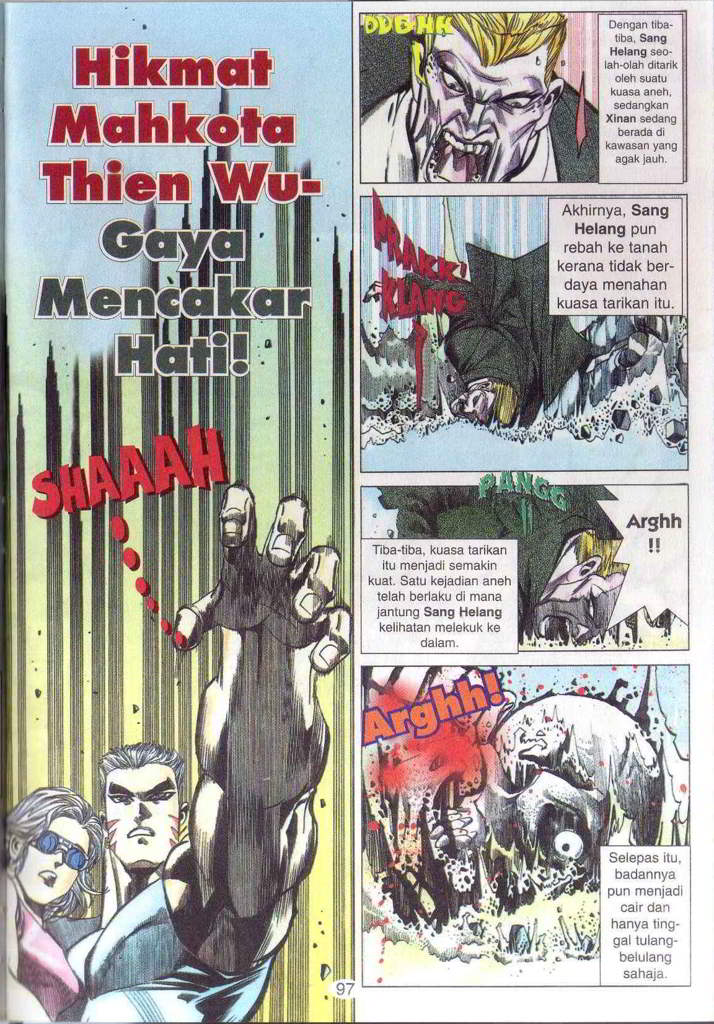 Hikmat
Mahkota
Thien Wu-
Gaya
Mencakar
Hati!
SHAAAH
DUGHH
Dengan tiba-
tiba, Sang
Helang seo-
lah-olah ditarik
oleh suatu
kuasa aneh,
sedangkan
Xinan sedang
berada di
kawasan yang
agak jauh.
PRAKK!
KLANG
Akhirnya, Sang
Helang pun
rebah ke tanah
kerana tidak ber-
daya menahan
kuasa tarikan itu.
PANGG
Arghh
!!
Tiba-tiba, kuasa tarikan
itu menjadi semakin
kuat. Satu kejadian aneh
telah berlaku di mana
jantung Sang Helang
kelihatan melekuk ke
dalam.
Arghh!
Selepas itu,
badannya
pun menjadi
cair dan
hanya ting-
gal tulang-
belulang
sahaja.
97